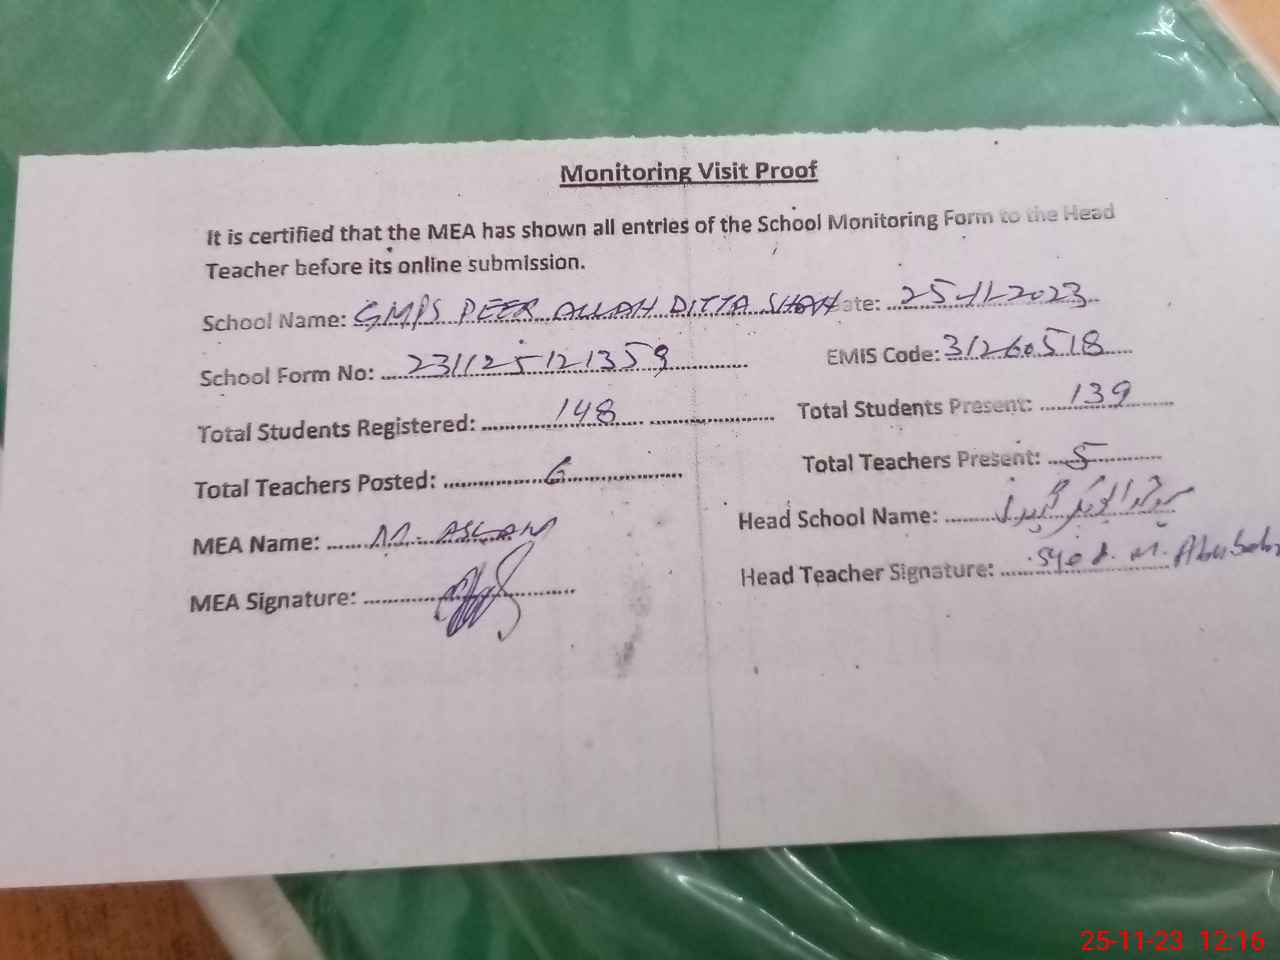 Monitoring Visit Proof
It is certified that the MEA has shown all entries of the School Monitoring Form to the Head
Teacher before its online submission.
School Name: GMPS PEER ALLAH DITTA SHAH ate: 25-11-2023
School Form No: 231125121359 EMIS Code: 31260518
Total Students Registered: 148 Total Students Present: 139
Total Teachers Posted: 6 Total Teachers Present: 5
MEA Name: M. ASLAM Head School Name:
MEA Signature: Head Teacher Signature: Syed. M. Abubakr
25-11-23 12:16